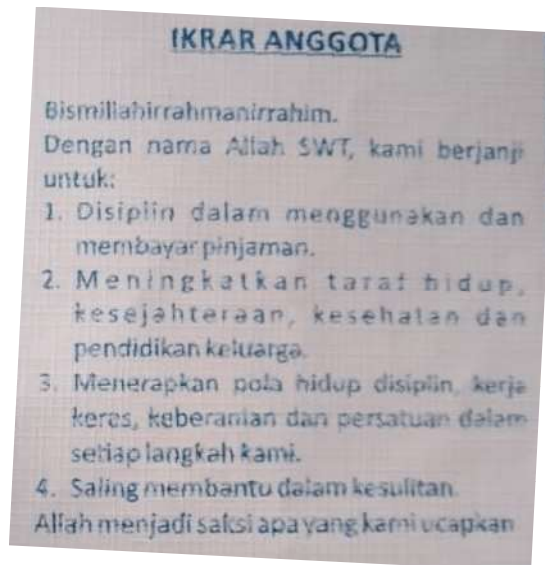 IKRAR ANGGOTA
Bismillahirrahmanirrahim.
Dengan nama Allah SWT, kami berjanji
untuk:
1. Disiplin dalam menggunakan dan
membayar pinjaman.
2. Meningkatkan taraf hidup,
kesejahteraan, kesehatan dan
pendidikan keluarga.
3. Menerapkan pola hidup disiplin, kerja
keras, keberanian dan persatuan dalam
setiap langkah kami.
4. Saling membantu dalam kesulitan.
Allah menjadi saksi apa yang kami ucapkan